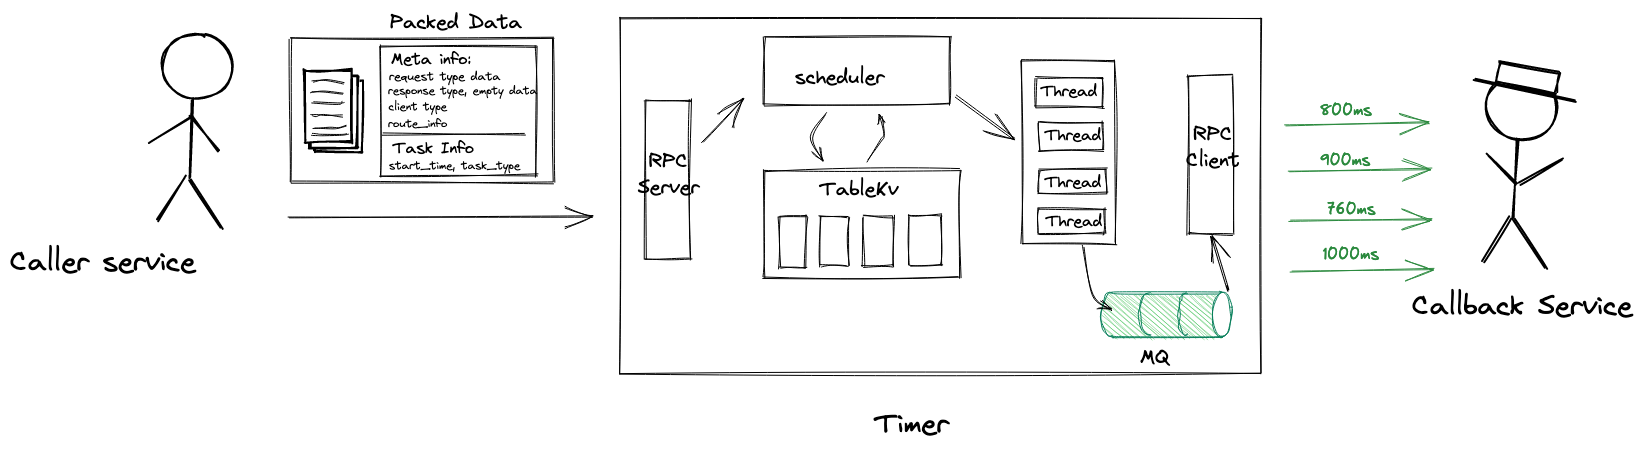 Packed Data
Meta info:
request type data
response type, empty data
client type
route_info
Task Info
start_time, task_type
Caller service
RPC
Server
scheduler
TableKv
Thread
Thread
Thread
Thread
RPC
Client
MQ
Timer
800ms
900ms
760ms
1000ms
Callback Service